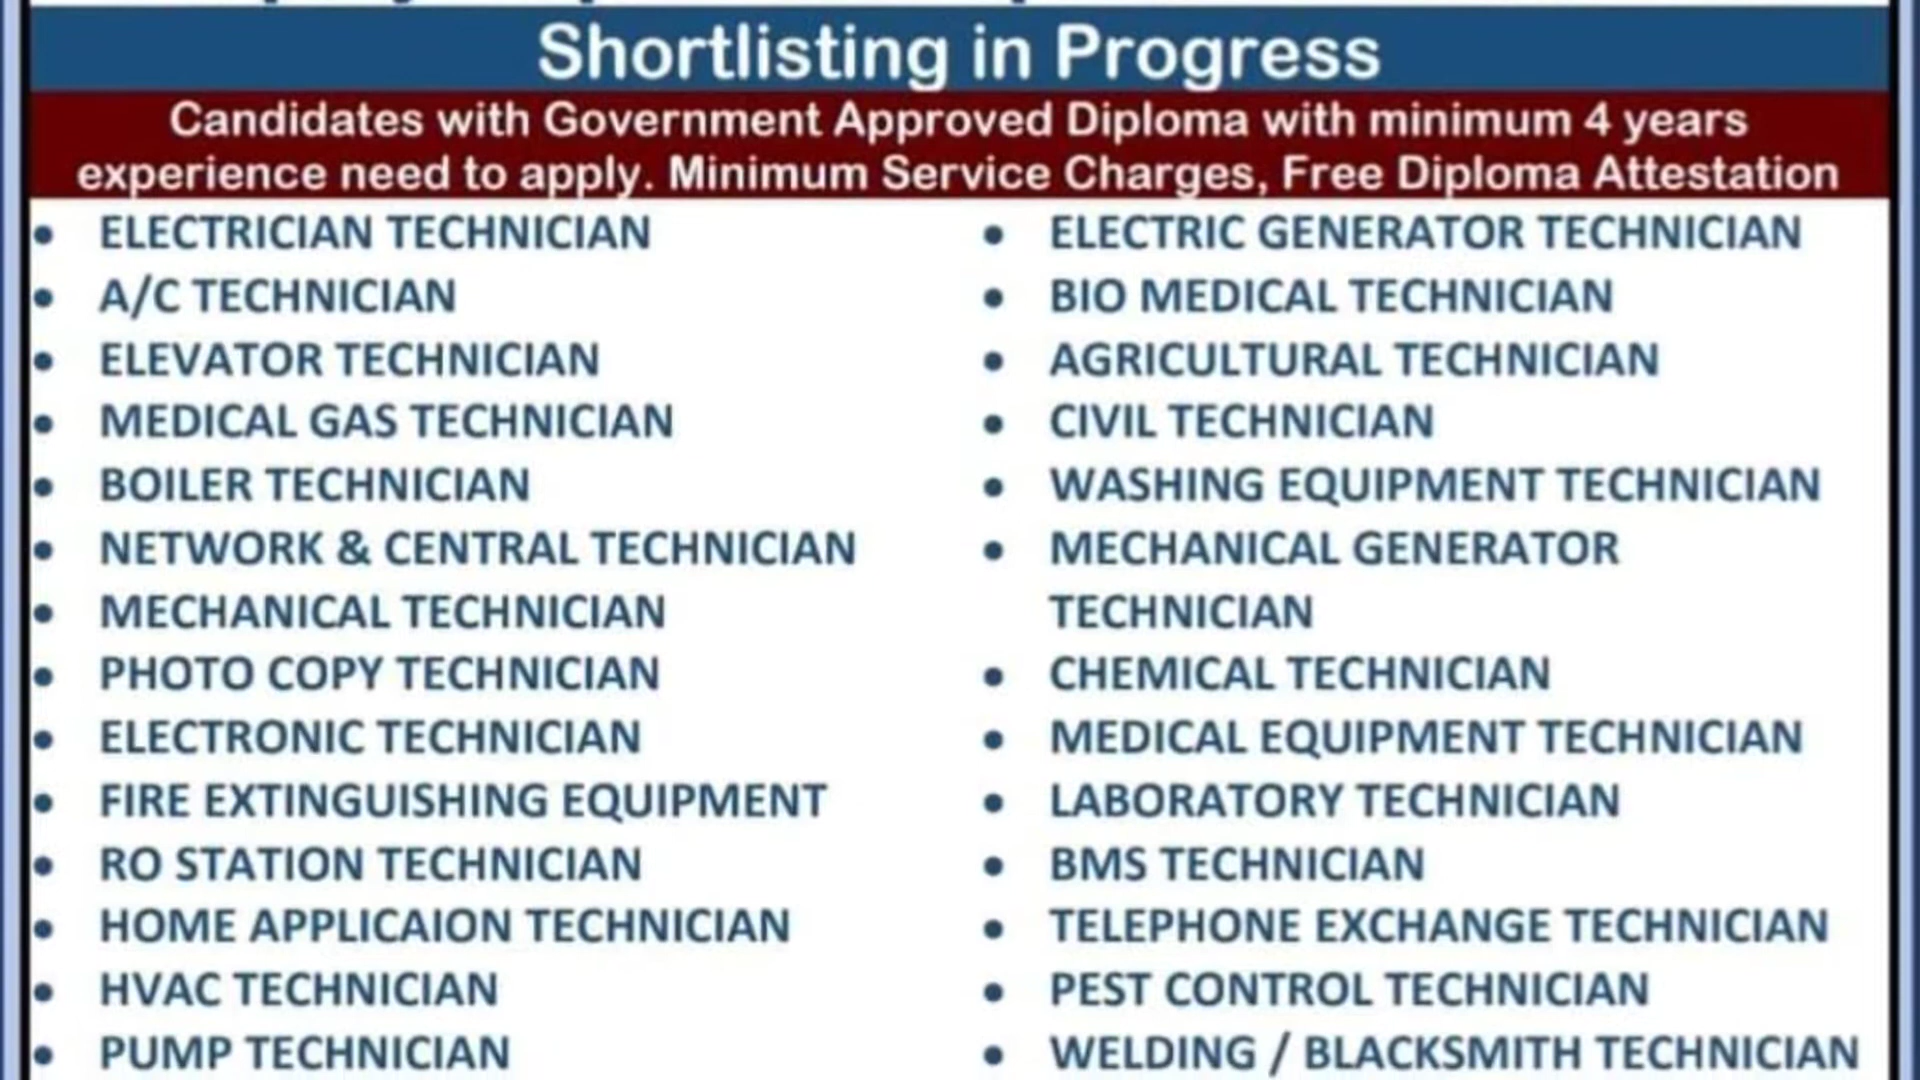 Shortlisting in Progress
Candidates with Government Approved Diploma with minimum 4 years
experience need to apply. Minimum Service Charges, Free Diploma Attestation
• ELECTRICIAN TECHNICIAN
• A/C TECHNICIAN
• ELEVATOR TECHNICIAN
• MEDICAL GAS TECHNICIAN
• BOILER TECHNICIAN
• NETWORK & CENTRAL TECHNICIAN
• MECHANICAL TECHNICIAN
• PHOTO COPY TECHNICIAN
• ELECTRONIC TECHNICIAN
• FIRE EXTINGUISHING EQUIPMENT
• RO STATION TECHNICIAN
• HOME APPLICAION TECHNICIAN
• HVAC TECHNICIAN
• PUMP TECHNICIAN
• ELECTRIC GENERATOR TECHNICIAN
• BIO MEDICAL TECHNICIAN
• AGRICULTURAL TECHNICIAN
• CIVIL TECHNICIAN
• WASHING EQUIPMENT TECHNICIAN
• MECHANICAL GENERATOR
TECHNICIAN
• CHEMICAL TECHNICIAN
• MEDICAL EQUIPMENT TECHNICIAN
• LABORATORY TECHNICIAN
• BMS TECHNICIAN
• TELEPHONE EXCHANGE TECHNICIAN
• PEST CONTROL TECHNICIAN
• WELDING / BLACKSMITH TECHNICIAN